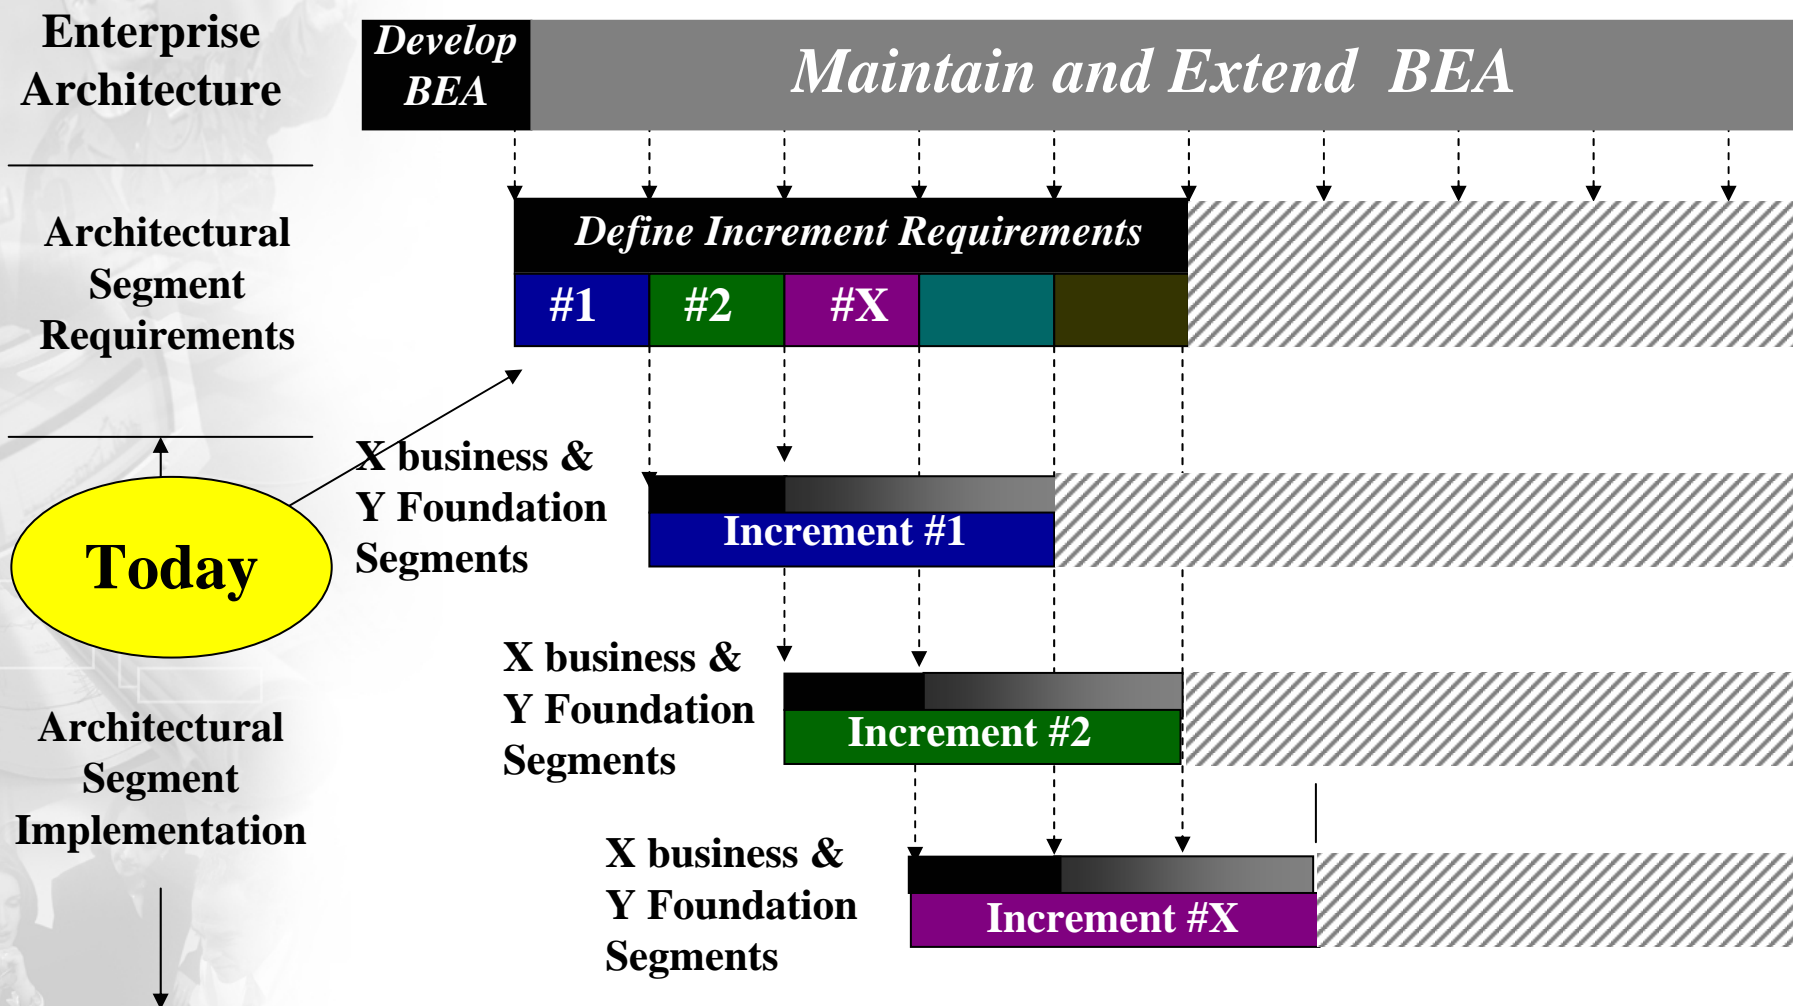 Enterprise
Architecture
Develop
BEA
Maintain and Extend BEA
Architectural
Segment
Requirements
Define Increment Requirements
#1
#2
#X
Today
X business &
Y Foundation
Segments
Increment #1
X business &
Y Foundation
Segments
Increment #2
Architectural
Segment
Implementation
X business &
Y Foundation
Segments
Increment #X